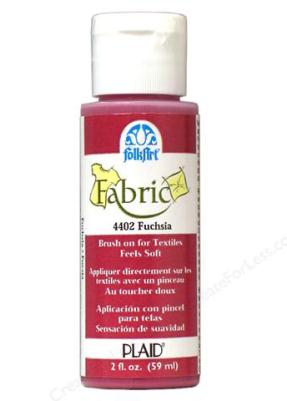 FolkArt
Fabric
4402 Fuchsia
Brush on for Textiles
Feels Soft
Appliquer directement sur les
textiles avec un pinceau
Au toucher doux
Aplicación con pincel
para telas
Sensación de suavidad
PLAID®
2 fl. oz. (59 ml)